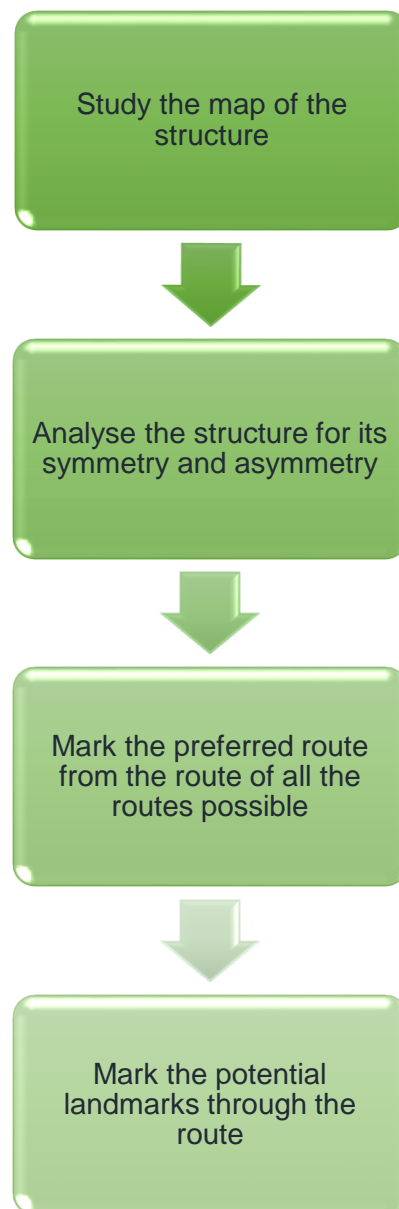 Study the map of the
structure
Analyse the structure for its
symmetry and asymmetry
Mark the preferred route
from the route of all the
routes possible
Mark the potential
landmarks through the
route